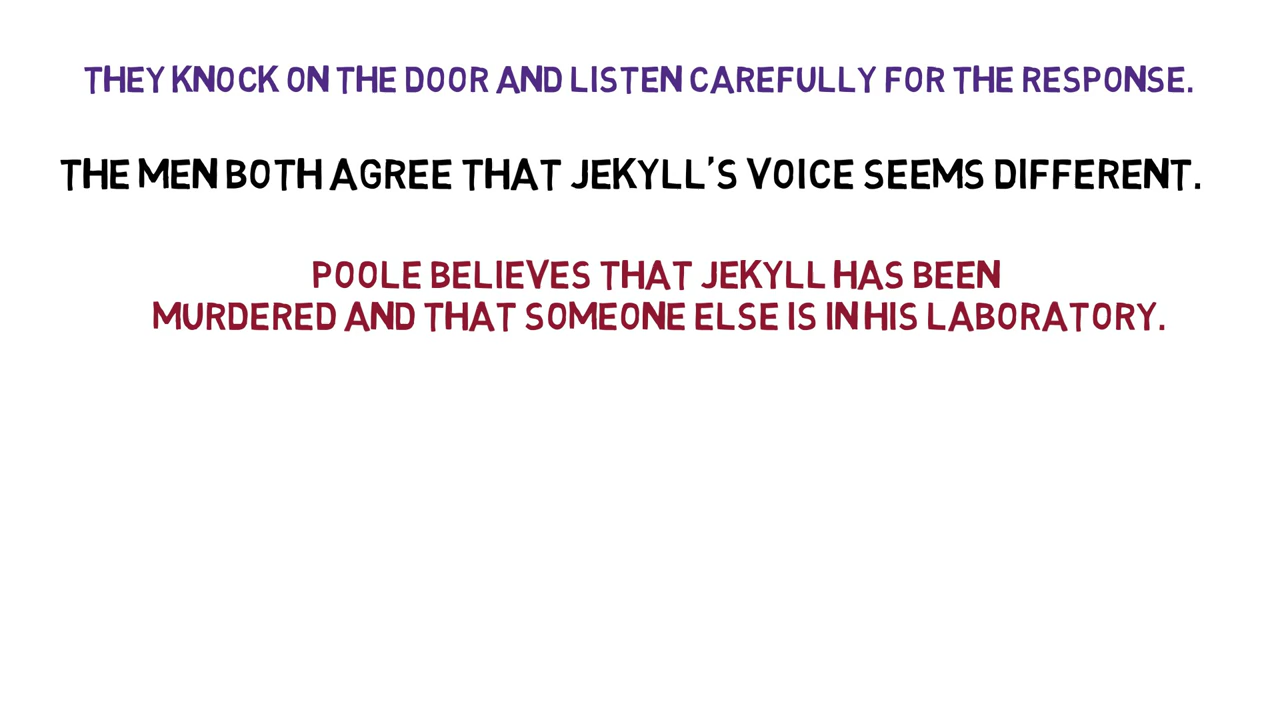 THEY KNOCK ON THE DOOR AND LISTEN CAREFULLY FOR THE RESPONSE.
THE MEN BOTH AGREE THAT JEKYLL'S VOICE SEEMS DIFFERENT.
POOLE BELIEVES THAT JEKYLL HAS BEEN
MURDERED AND THAT SOMEONE ELSE IS IN HIS LABORATORY.